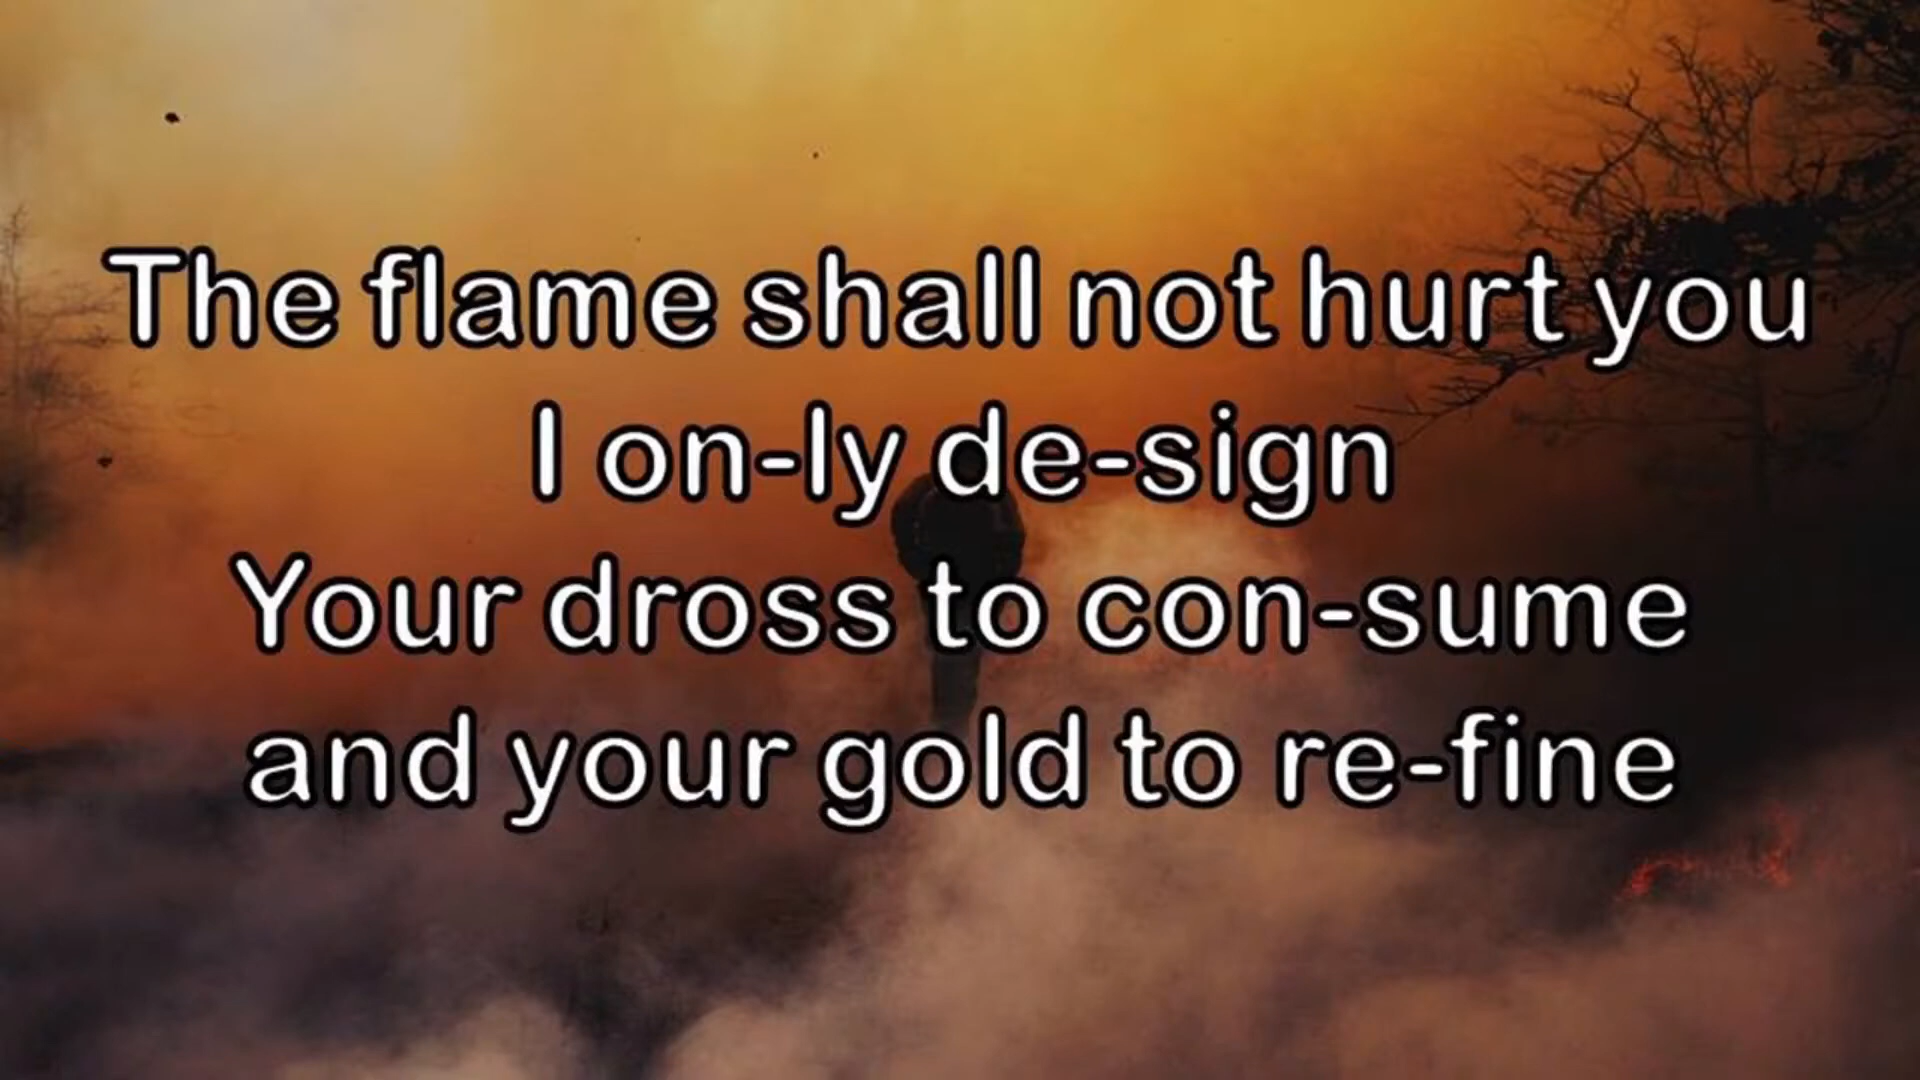 The flame shall not hurt you
I on-ly de-sign
Your dross to con-sume
and your gold to re-fine